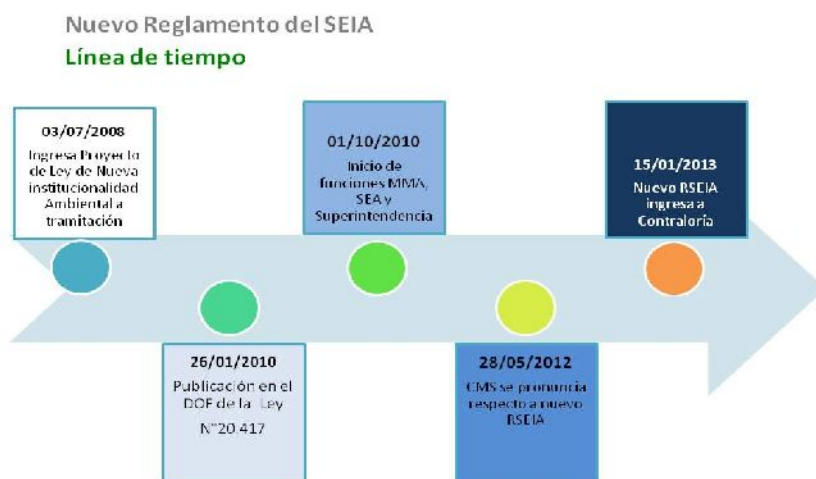 Nuevo Reglamento del SEIA
Línea de tiempo
03/07/2008
Ingresa Proyecto
de Ley de Nueva
institucionalidad
Ambiental a
tramitación
26/01/2010
Publicación en el
DOF de la Ley
N°20.417
01/10/2010
Inicio de
funciones MMA,
SEA y
Superintendencia
28/05/2012
CMS se pronuncia
respecto a nuevo
RSEIA
15/01/2013
Nuevo RSEIA
ingresa a
Contraloría